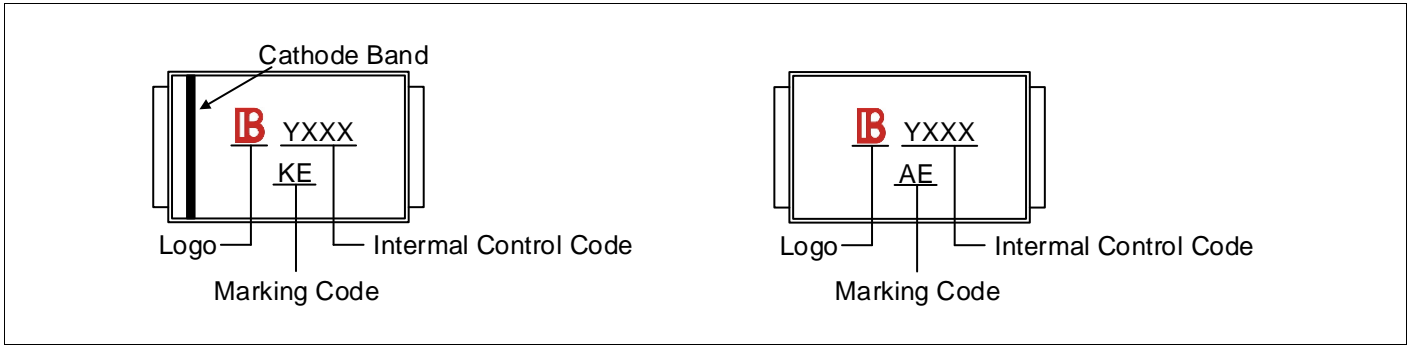 Cathode Band
B YXXX
KE
Logo
Intermal Control Code
Marking Code
B YXXX
AE
Logo
Intermal Control Code
Marking Code